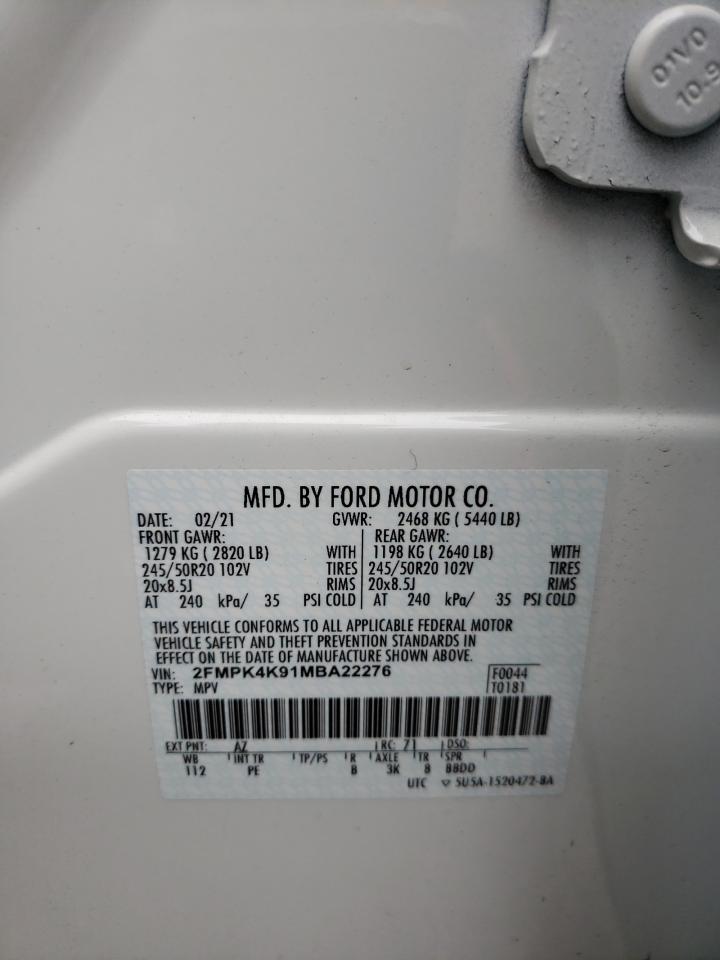 01V0
10.9
MFD. BY FORD MOTOR CO.
DATE: 02/21 GVWR: 2468 KG ( 5440 LB)
FRONT GAWR: REAR GAWR:
1279 KG ( 2820 LB) WITH 1198 KG ( 2640 LB) WITH
245/50R20 102V TIRES 245/50R20 102V TIRES
20x8.5J RIMS 20x8.5J RIMS
AT 240 kPa/ 35 PSI COLD AT 240 kPa/ 35 PSI COLD
THIS VEHICLE CONFORMS TO ALL APPLICABLE FEDERAL MOTOR
VEHICLE SAFETY AND THEFT PREVENTION STANDARDS IN
EFFECT ON THE DATE OF MANUFACTURE SHOWN ABOVE.
VIN: 2FMPK4K91MBA22276 F0044
TYPE: MPV T0181
EXT PNT: AZ RC: 71 DSO:
WB INT TR TP/PS R AXLE TR SPR
112 PE B 3K 8 BBDD
UTC ▽ 5U5A-1520472-BA